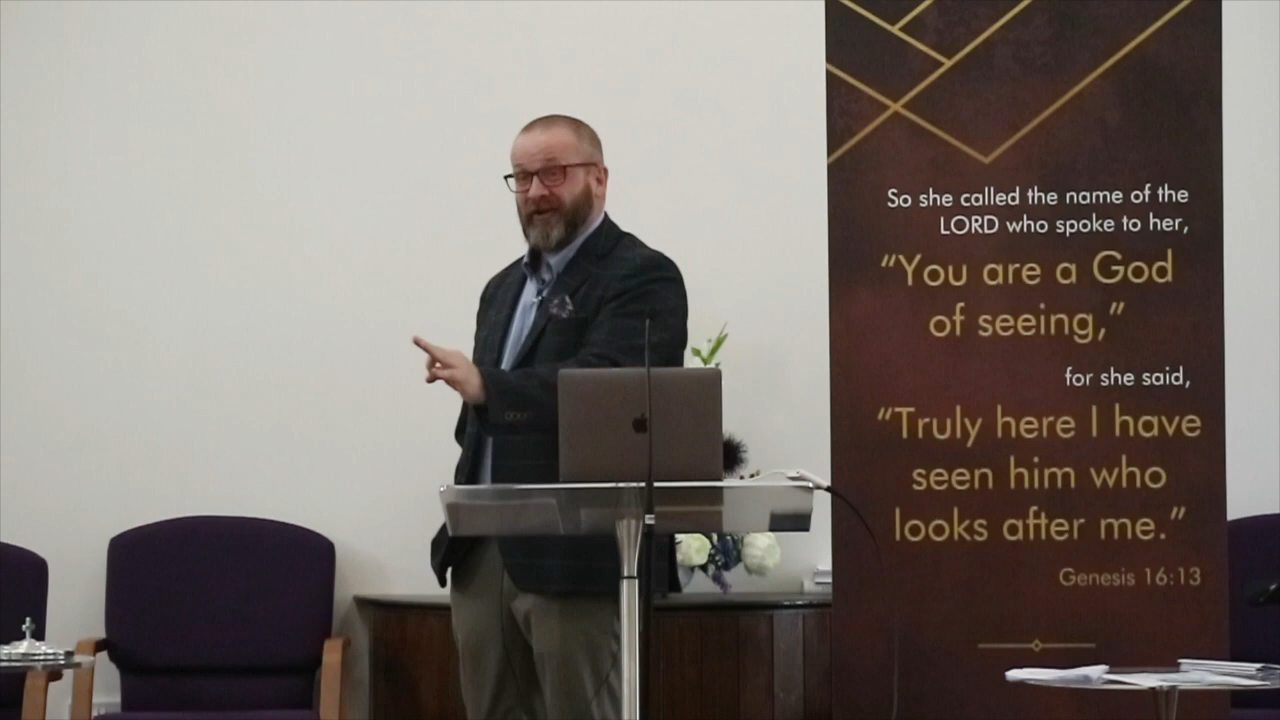 So she called the name of the
LORD who spoke to her,
“You are a God
of seeing,”
for she said,
“Truly here I have
seen him who
looks after me.”
Genesis 16:13